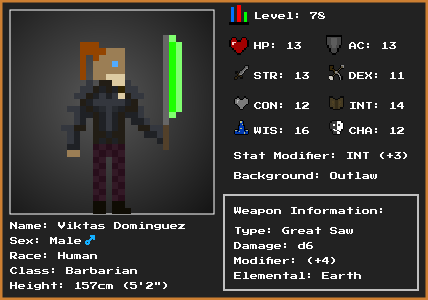 Level: 78
HP: 13 AC: 13
STR: 13 DEX: 11
CON: 12 INT: 14
WIS: 16 CHA: 12
Stat Modifier: INT (+3)
Background: Outlaw
Weapon Information:
Type: Great Saw
Damage: d6
Modifier: (+4)
Elemental: Earth
Name: Viktas Dominguez
Sex: Male ♂
Race: Human
Class: Barbarian
Height: 157cm (5'2")